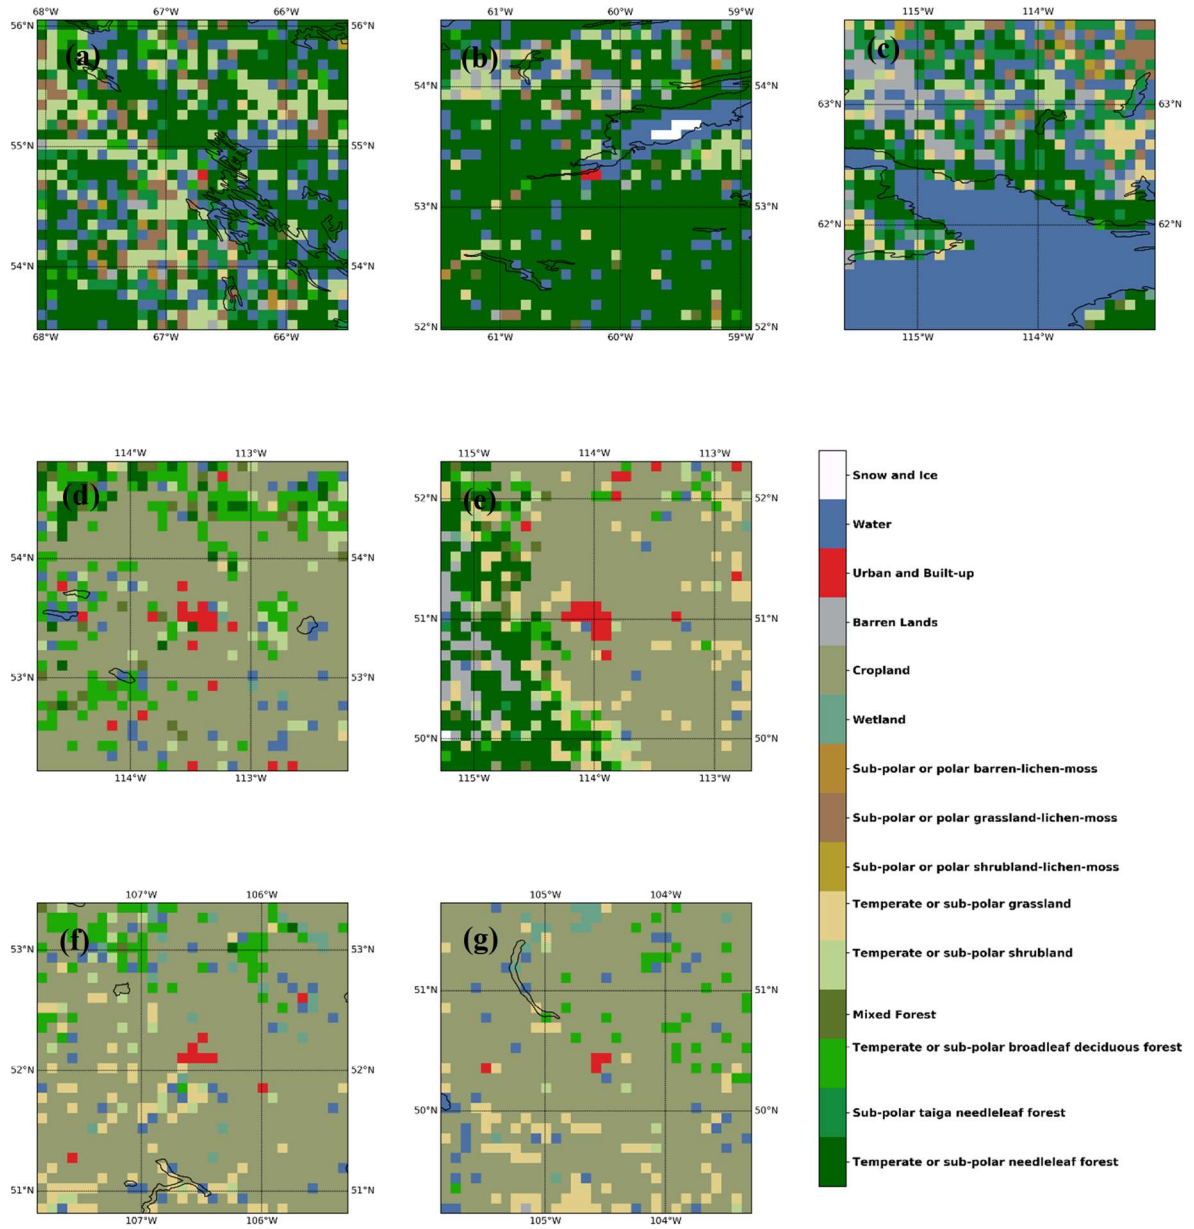 68°W 67°W 66°W
56°N
55°N 55°N
54°N 54°N
56°N
(a)
68°W 67°W 66°W
61°W 60°W 59°W
54°N 54°N
53°N 53°N
52°N 52°N
(b)
61°W 60°W 59°W
115°W 114°W
63°N 63°N
62°N 62°N
(c)
115°W 114°W
114°W 113°W
54°N 54°N
53°N 53°N
(d)
114°W 113°W
115°W 114°W 113°W
52°N 52°N
51°N 51°N
50°N 50°N
(e)
115°W 114°W 113°W
Snow and Ice
Water
Urban and Built-up
Barren Lands
Cropland
Wetland
Sub-polar or polar barren-lichen-moss
Sub-polar or polar grassland-lichen-moss
Sub-polar or polar shrubland-lichen-moss
Temperate or sub-polar grassland
Temperate or sub-polar shrubland
Mixed Forest
Temperate or sub-polar broadleaf deciduous forest
Sub-polar taiga needleleaf forest
Temperate or sub-polar needleleaf forest
107°W 106°W
53°N 53°N
52°N 52°N
51°N 51°N
(f)
107°W 106°W
105°W 104°W
51°N 51°N
50°N 50°N
(g)
105°W 104°W